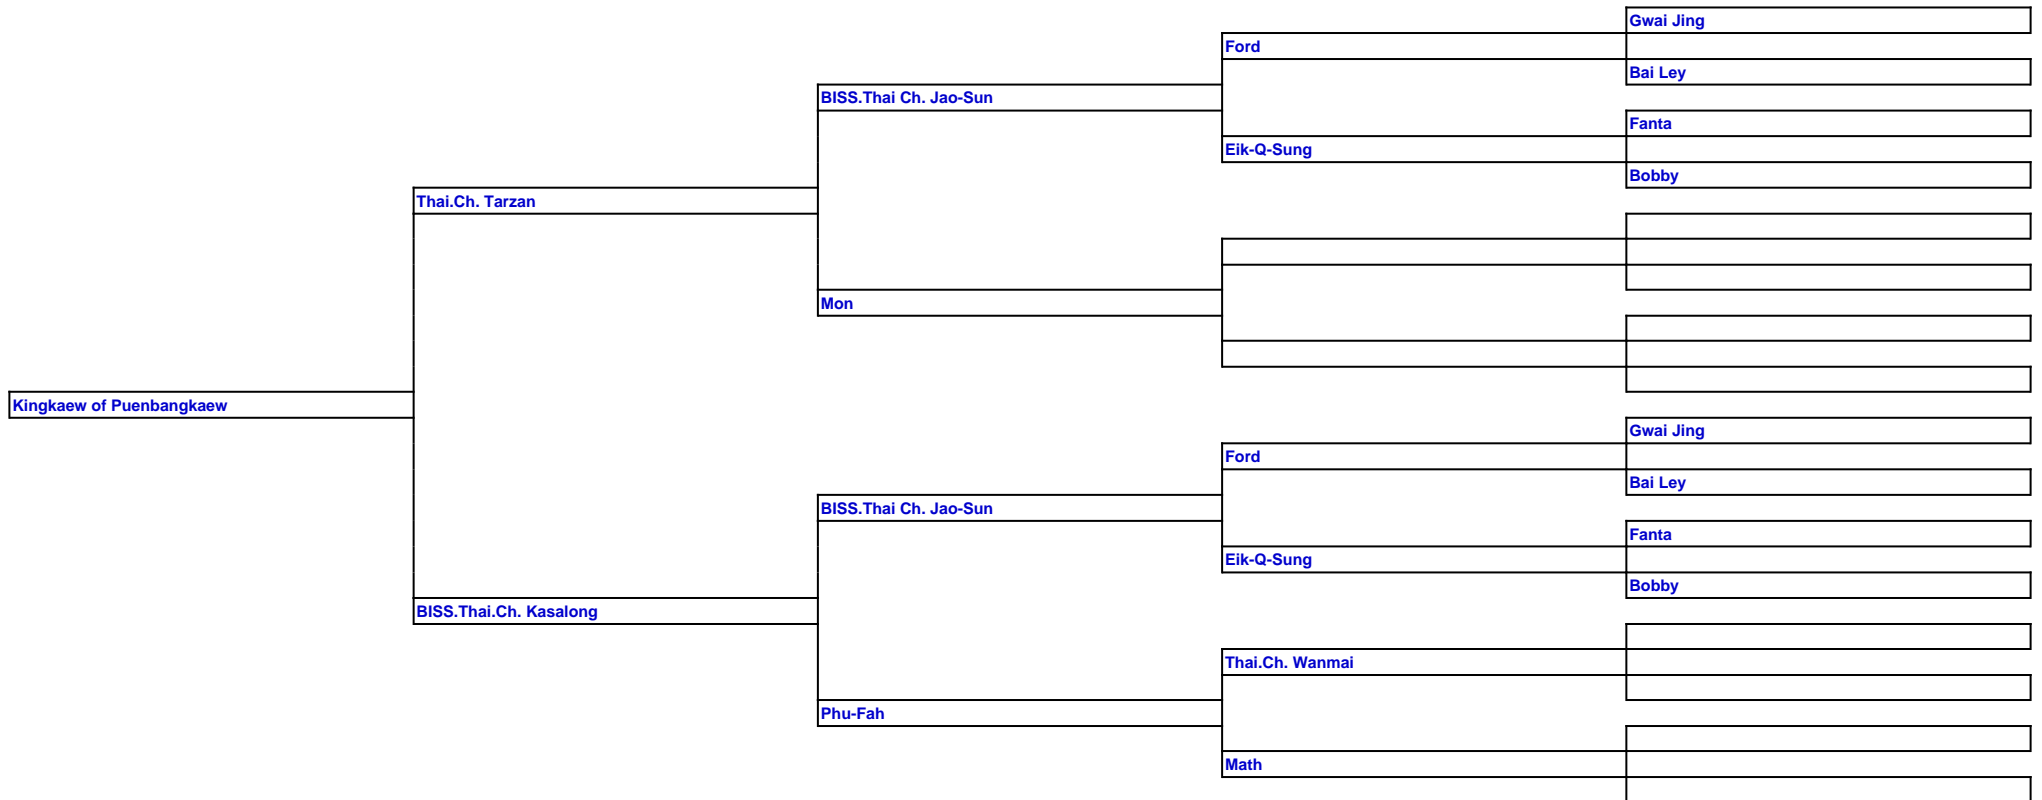 Gwai Jing
Ford
Bai Ley
BISS.Thai Ch. Jao-Sun
Fanta
Eik-Q-Sung
Bobby
Thai.Ch. Tarzan
Mon
Kingkaew of Puenbangkaew
Gwai Jing
Ford
Bai Ley
BISS.Thai Ch. Jao-Sun
Fanta
Eik-Q-Sung
Bobby
BISS.Thai.Ch. Kasalong
Thai.Ch. Wanmai
Phu-Fah
Math